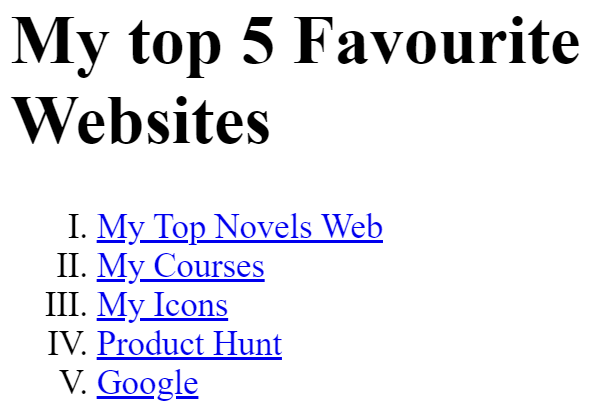 My top 5 Favourite
Websites
I. My Top Novels Web
II. My Courses
III. My Icons
IV. Product Hunt
V. Google